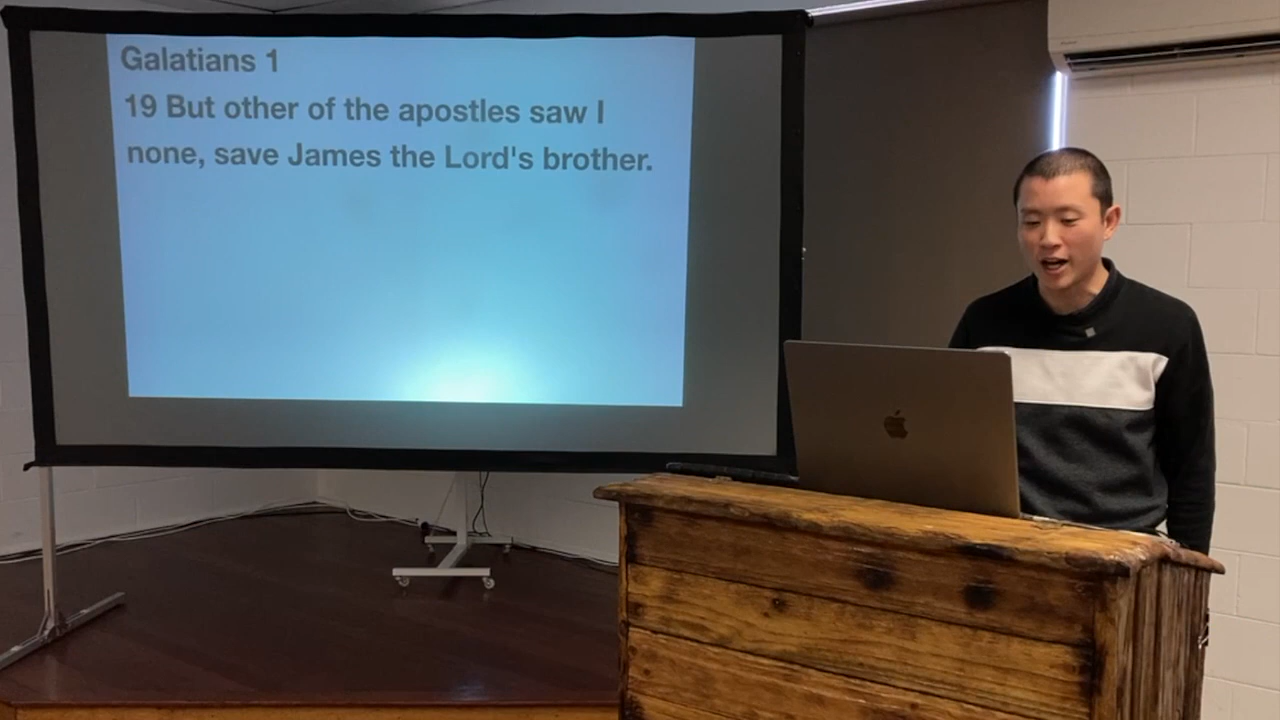 Galatians 1
19 But other of the apostles saw I
none, save James the Lord's brother.